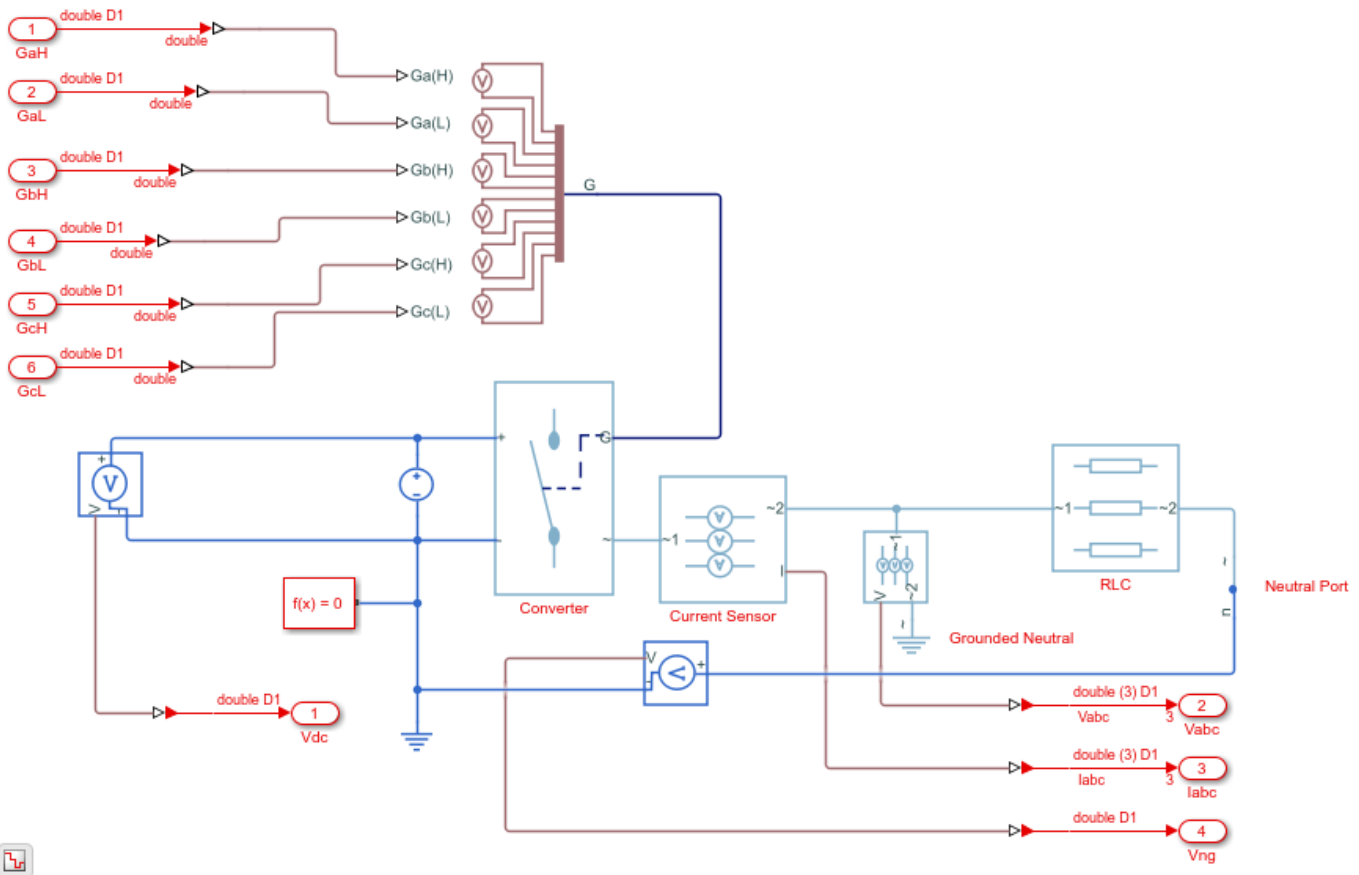 1
double D1
double
GaH
2
double D1
double
GaL
3
double D1
double
GbH
4
double D1
double
GbL
5
double D1
double
GcH
6
double D1
double
GcL
Ga(H)
Ga(L)
Gb(H)
Gb(L)
Gc(H)
Gc(L)
V
V
V
V
V
V
G
+
V
V
-
+
-
+
G
-
~
Converter
f(x) = 0
~1
~2
V
V
V
I
Current Sensor
~1
V V V
V
~2
~
Grounded Neutral
~1
~2
RLC
~
n
Neutral Port
V
V
+
-
double D1
1
Vdc
double (3) D1
Vabc
3
2
Vabc
double (3) D1
Iabc
3
3
Iabc
double D1
4
Vng